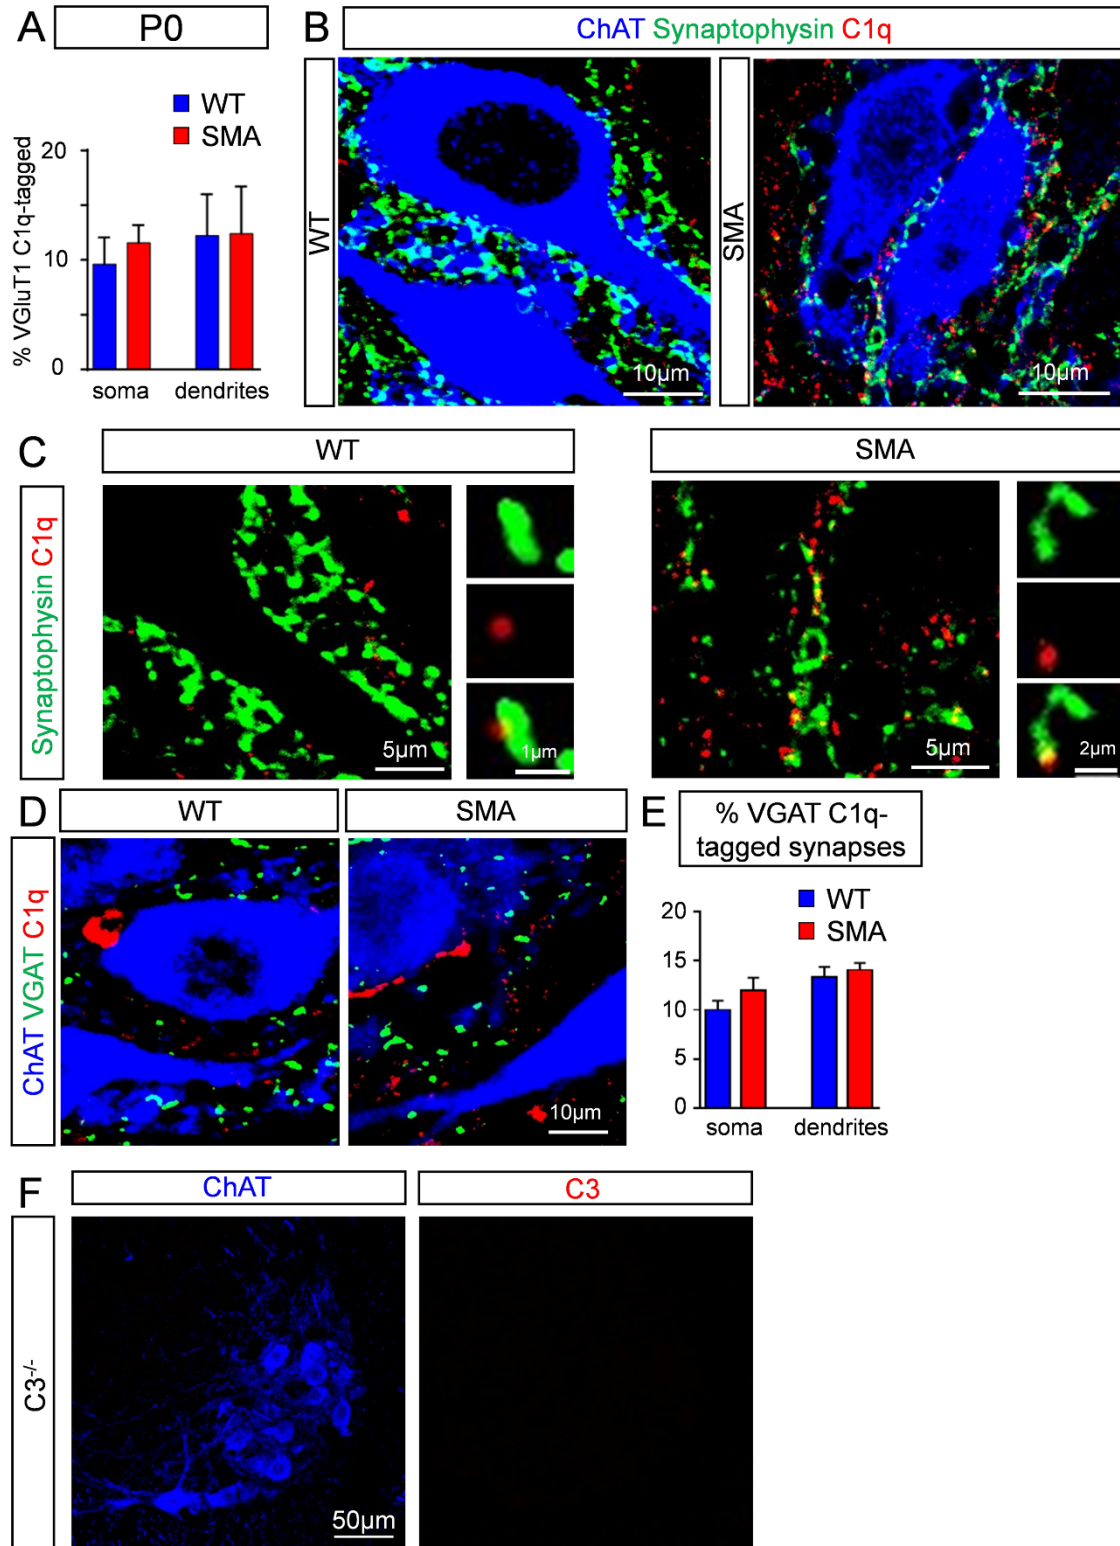 A
P0
WT
SMA
% VGluT1 C1q-tagged
20
10
0
soma
dendrites
B
ChAT Synaptophysin C1q
WT
10µm
SMA
10µm
C
WT
SMA
Synaptophysin C1q
5µm
1µm
5µm
2µm
D
WT
SMA
ChAT VGAT C1q
10µm
E
% VGAT C1q-
tagged synapses
WT
SMA
20
15
10
5
0
soma
dendrites
F
ChAT
C3
C3-/-
50µm